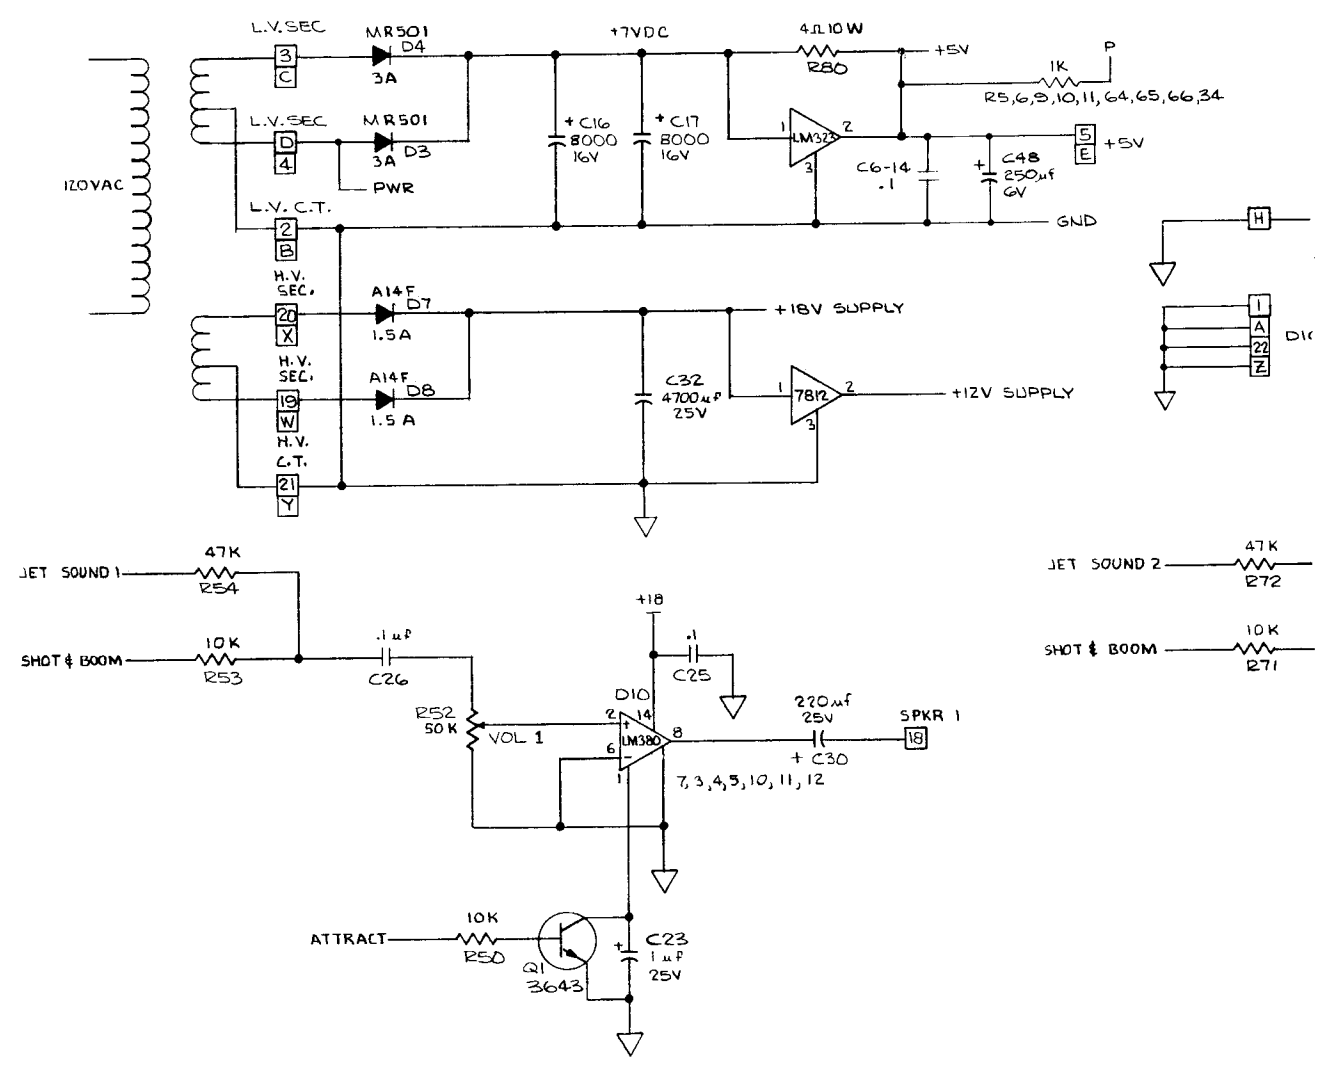 L.V. SEC
3
C
MR501
D4
3A
+7VDC
4Ω 10W
R80
+5V
P
1K
R5,6,9,10,11,64,65,66,34
L.V. SEC
D
4
MR501
3A D3
PWR
+ C16
8000
16V
+ C17
8000
16V
1
LM323
2
3
C6-14
.1
+ C48
250µf
6V
5
E
+5V
120VAC
L.V. C.T.
2
B
GND
H
H.V.
SEC.
20
X
A14F
D7
1.5A
+18V SUPPLY
1
A
22
Z
H.V.
SEC.
19
W
A14F
D8
1.5A
C32
4700µf
25V
1
7812
2
3
+12V SUPPLY
H.V.
C.T.
21
Y
JET SOUND 1
47K
R54
JET SOUND 2
47K
R72
SHOT & BOOM
10K
R53
.1µf
C26
+18
.1
C25
SHOT & BOOM
10K
R71
R52
50K
VOL 1
D10
2
14
+
LM380
8
6
-
1
7,3,4,5,10,11,12
220µf
25V
+ C30
SPKR 1
18
ATTRACT
10K
R50
Q1
3643
+ C23
1µf
25V